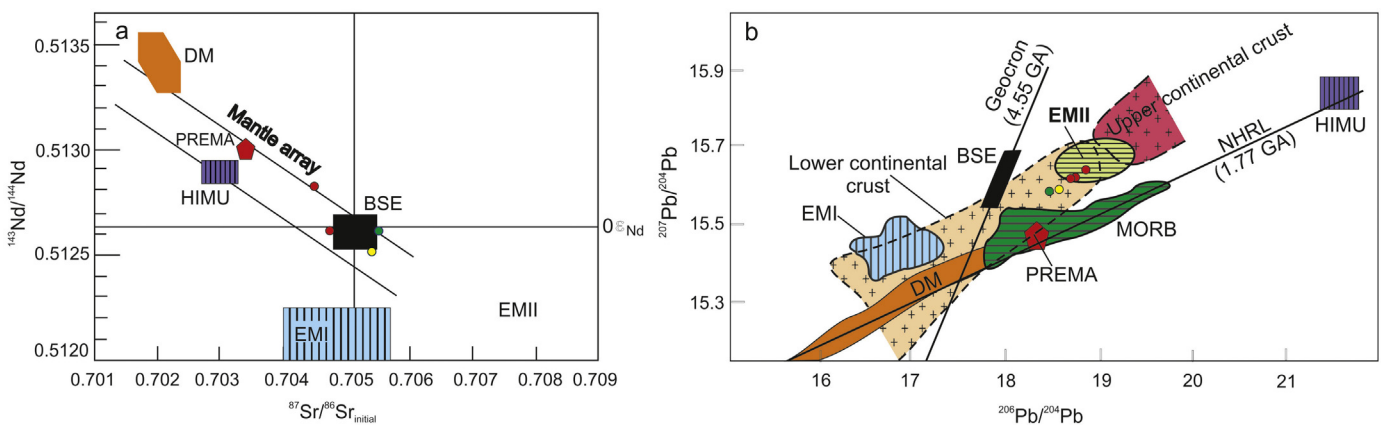 a
0.5135
0.5130
0.5125
0.5120
143Nd/144Nd
DM
PREMA
Mantle array
HIMU
BSE
0
Nd
EMI
EMII
0.701
0.702
0.703
0.704
0.705
0.706
0.707
0.708
0.709
87Sr/86Sr initial
b
15.9
15.7
15.5
15.3
207Pb/204Pb
Geocron
(4.55 GA)
Upper continental crust
EMII
BSE
Lower continental
crust
EMI
NHRL
(1.77 GA)
HIMU
MORB
PREMA
DM
16
17
18
19
20
21
206Pb/204Pb